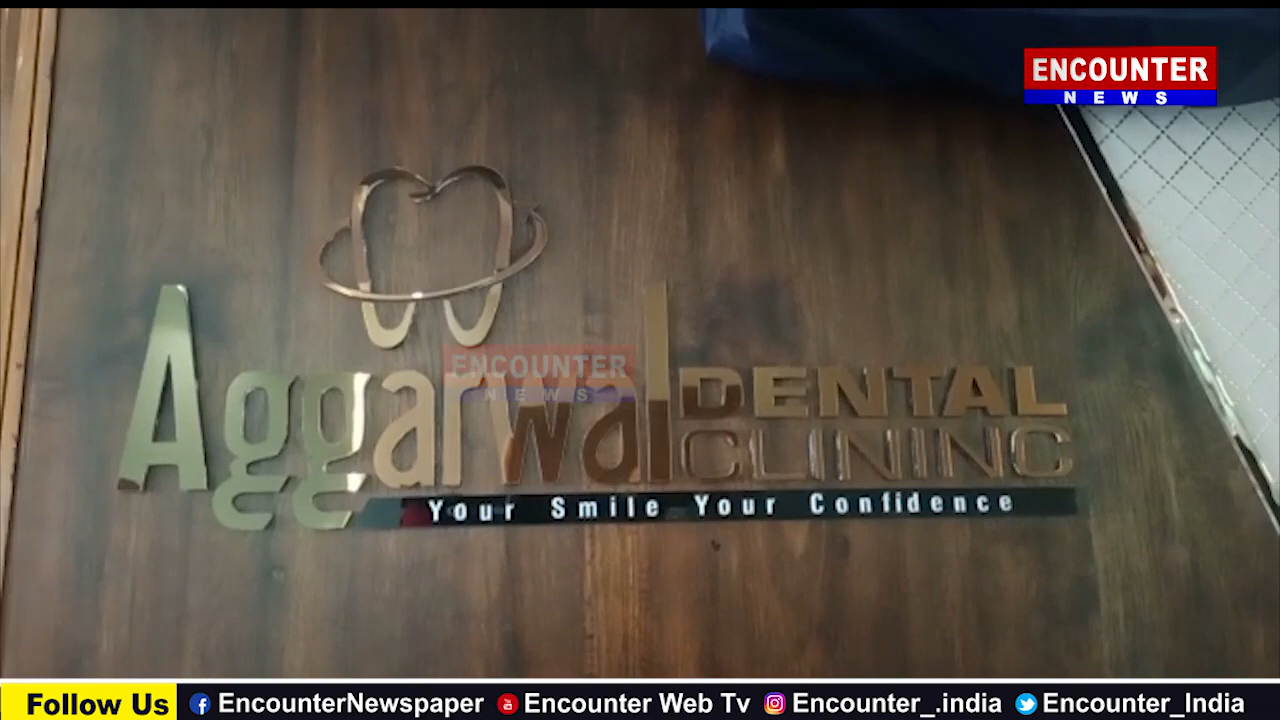 ENCOUNTER
NEWS
Aggarwal DENTAL
CLINING
ENCOUNTER
NEWS
Your Smile Your Confidence
Follow Us EncounterNewspaper Encounter Web Tv Encounter_.india Encounter_India